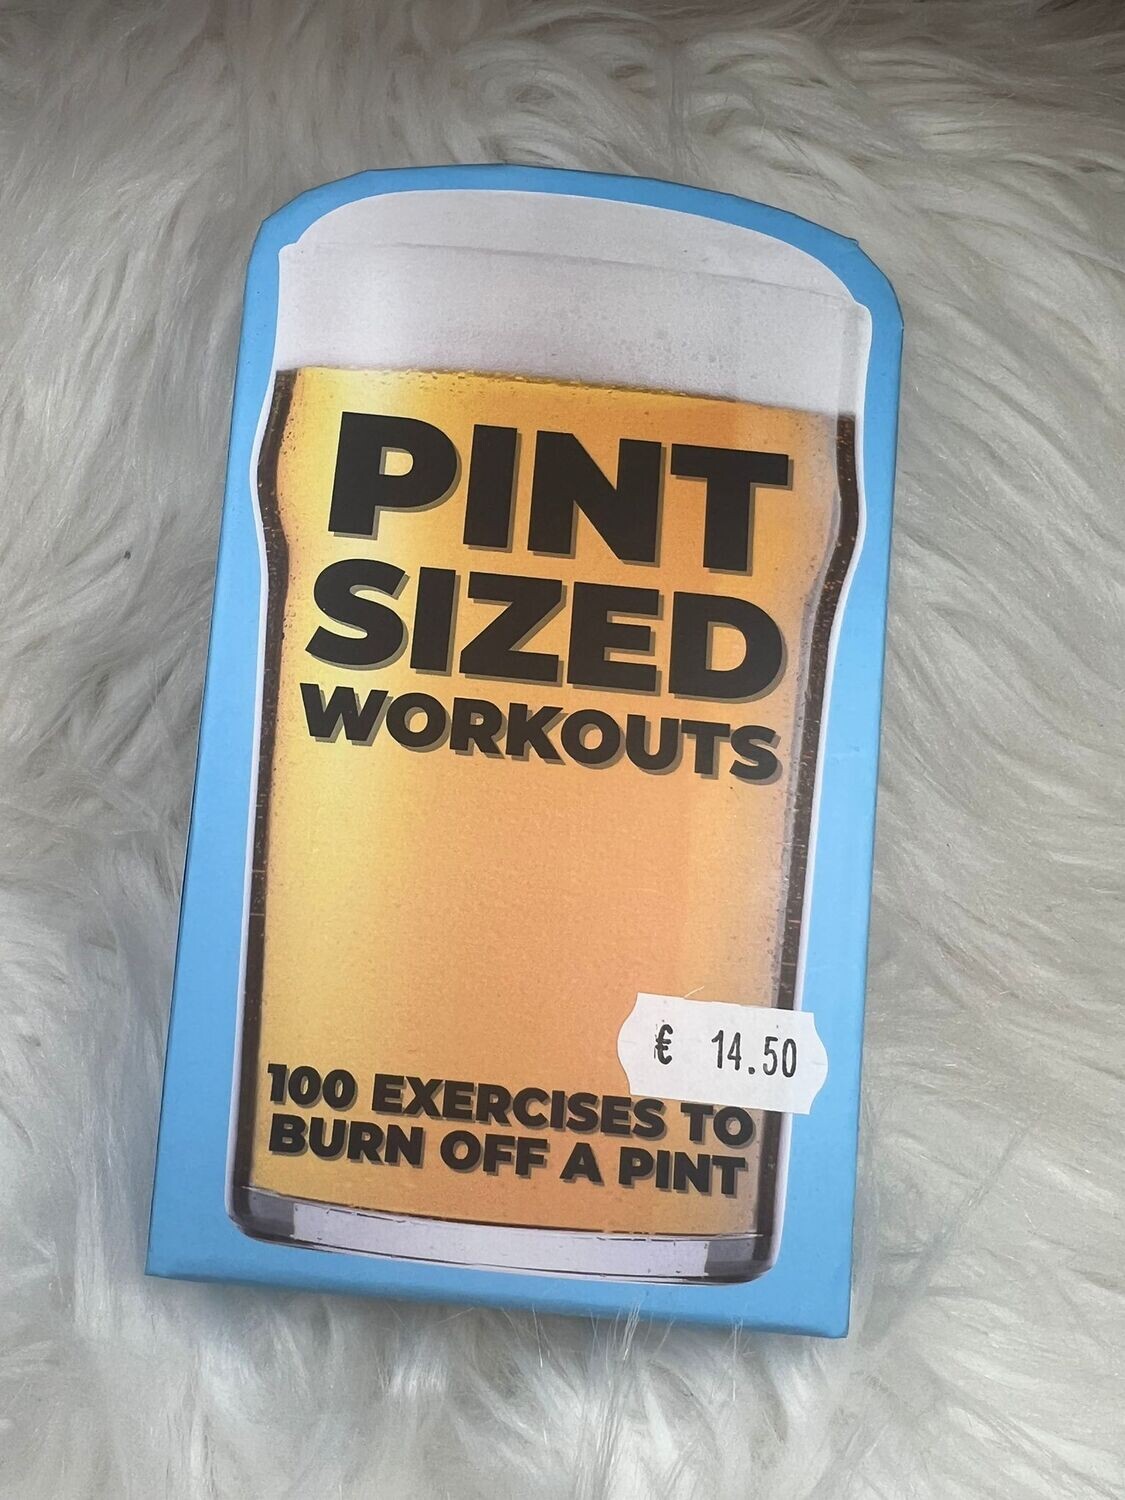 PINT
SIZED
WORKOUTS
€ 14.50
100 EXERCISES TO
BURN OFF A PINT